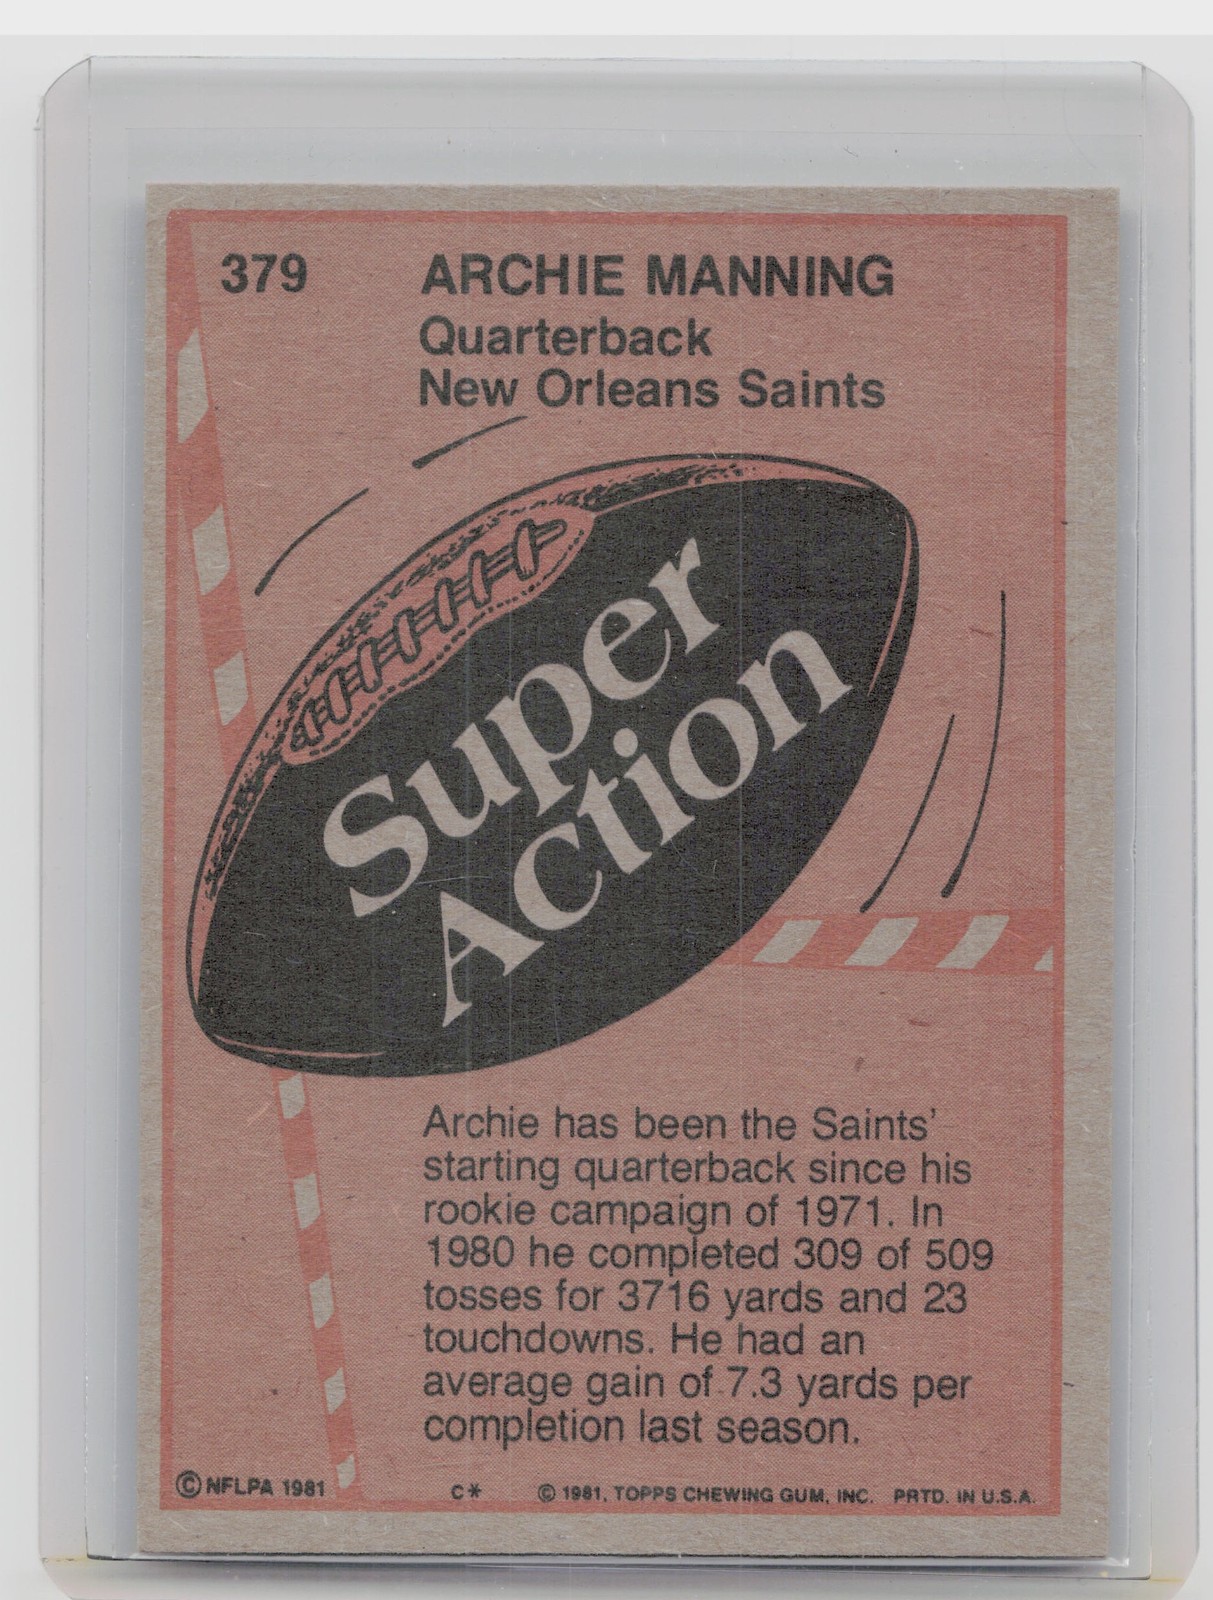 379
ARCHIE MANNING
Quarterback
New Orleans Saints
Super
Action
Archie has been the Saints'
starting quarterback since his
rookie campaign of 1971. In
1980 he completed 309 of 509
tosses for 3716 yards and 23
touchdowns. He had an
average gain of 7.3 yards per
completion last season.
© NFLPA 1981
C*
© 1981, TOPPS CHEWING GUM, INC. PRTD. IN U.S.A.